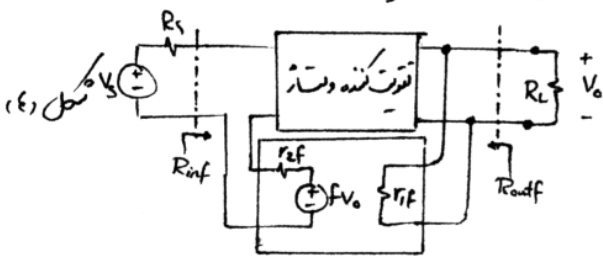 شکل (٤)
Vs
+
-
Rs
Rinf
تقویت کننده ولتاژ
r2f
+
-
fVo
r1f
Routf
RL
+
Vo
-